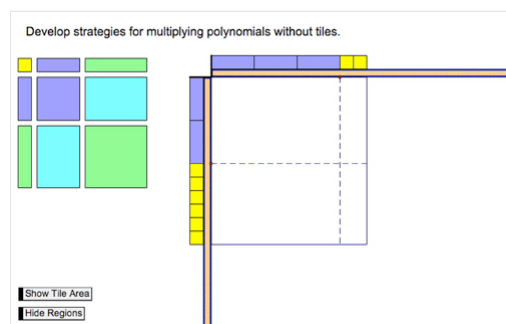 Develop strategies for multiplying polynomials without tiles.
Show Tile Area
Hide Regions